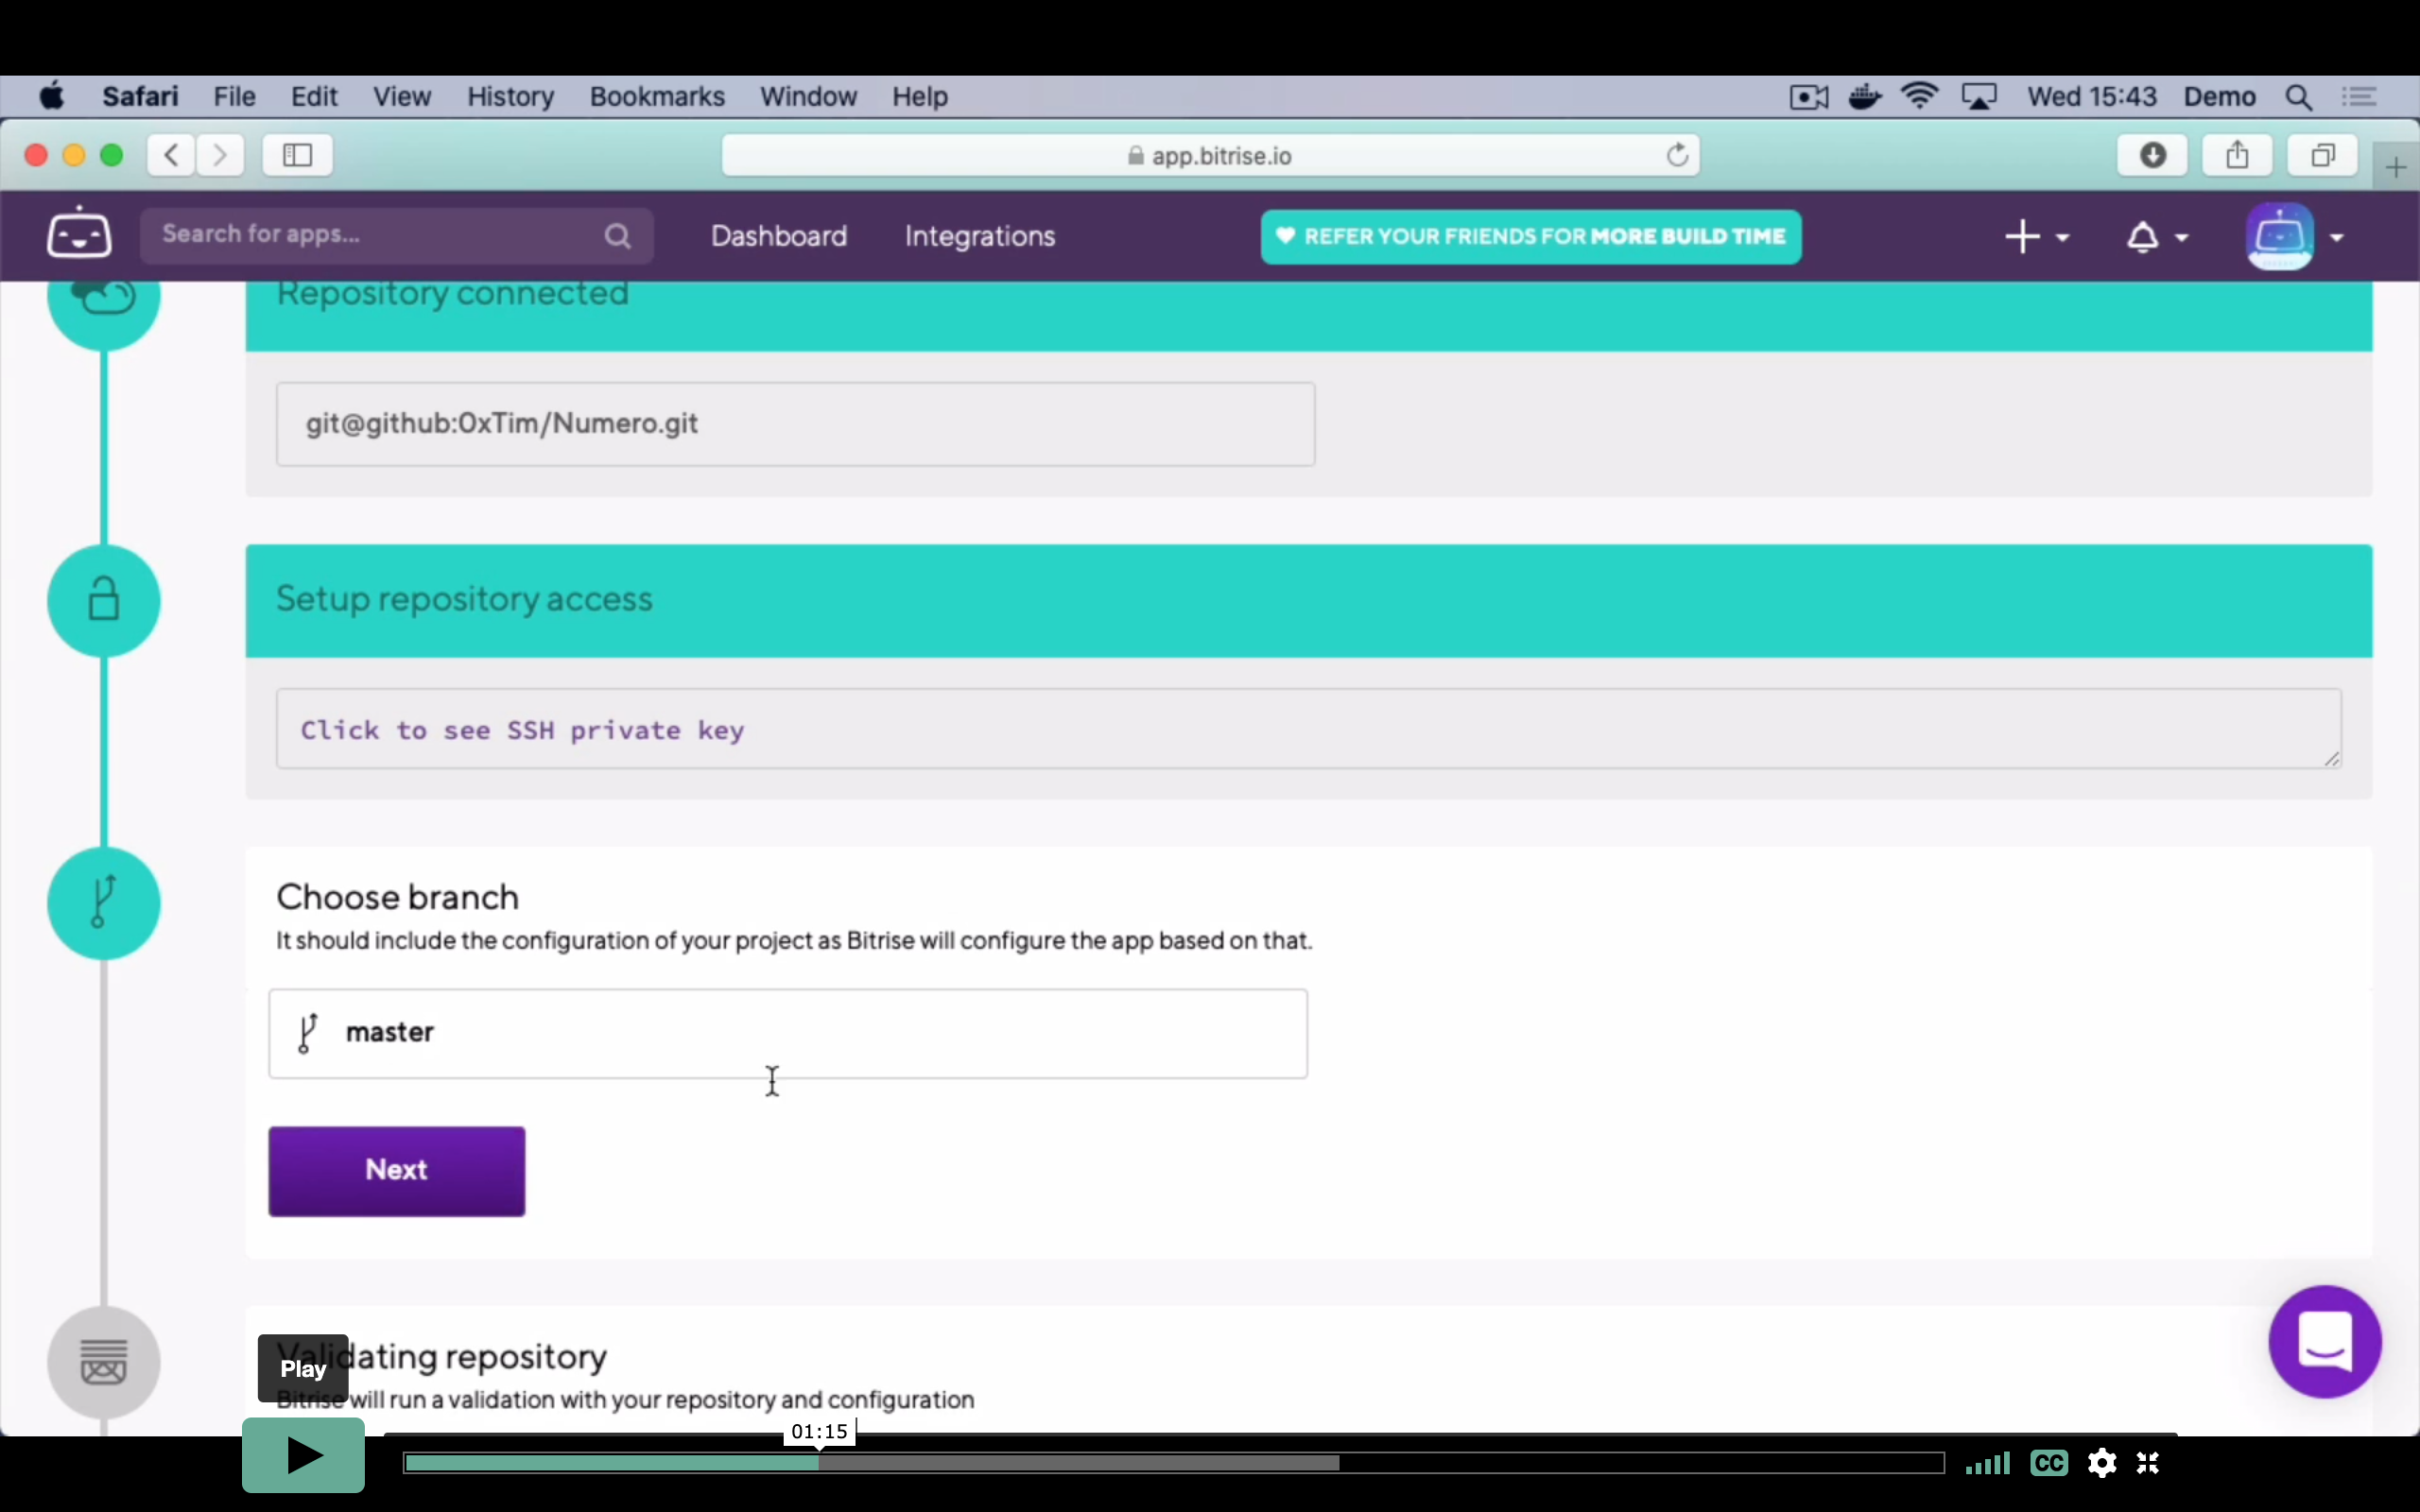 Safari File Edit View History Bookmarks Window Help Wed 15:43 Demo
app.bitrise.io
Search for apps... Dashboard Integrations REFER YOUR FRIENDS FOR MORE BUILD TIME
Repository connected
git@github:0xTim/Numero.git
Setup repository access
Click to see SSH private key
Choose branch
It should include the configuration of your project as Bitrise will configure the app based on that.
master
Next
Validating repository
Play
Bitrise will run a validation with your repository and configuration
01:15
CC